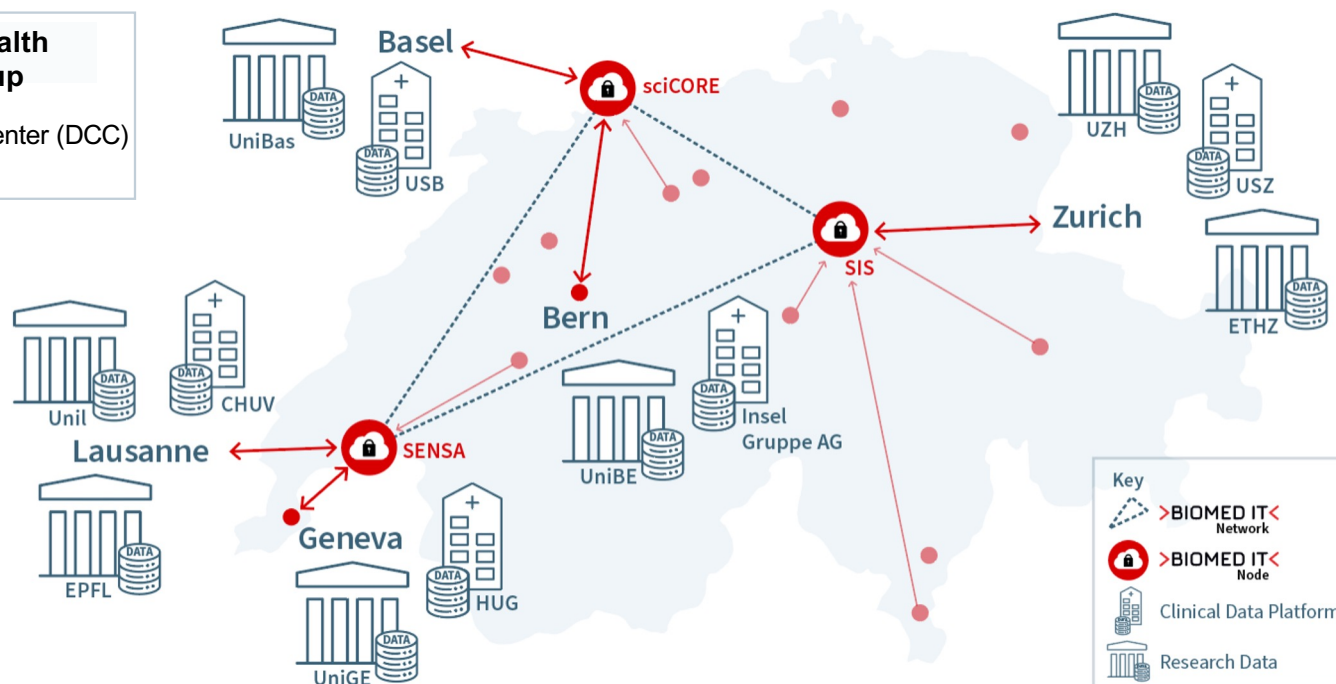 alth
up
enter (DCC)
Basel
sciCORE
DATA
UniBas
DATA
USB
DATA
UZH
DATA
USZ
Zurich
SIS
DATA
ETHZ
Bern
DATA
Unil
DATA
CHUV
DATA
Insel
Gruppe AG
DATA
UniBE
Lausanne
SENSA
DATA
EPFL
Geneva
DATA
HUG
DATA
UniGE
Key
>BIOMED IT<
Network
>BIOMED IT<
Node
Clinical Data Platform
Research Data